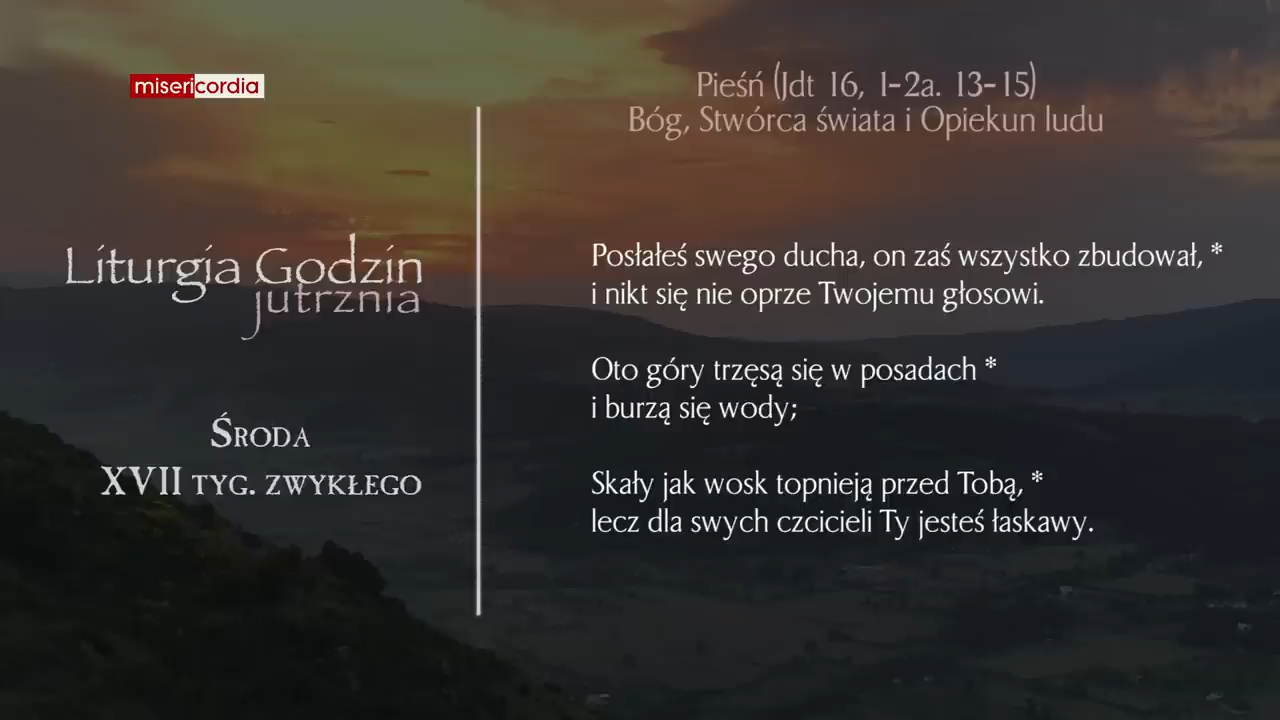 misericordia
Liturgia Godzin
jutrznia
Środa
XVII tyg. zwykłego
Pieśń (Jdt 16, 1-2a. 13-15)
Bóg, Stwórca świata i Opiekun ludu
Posłałeś swego ducha, on zaś wszystko zbudował, *
i nikt się nie oprze Twojemu głosowi.
Oto góry trzęsą się w posadach *
i burzą się wody;
Skały jak wosk topnieją przed Tobą, *
lecz dla swych czcicieli Ty jesteś łaskawy.